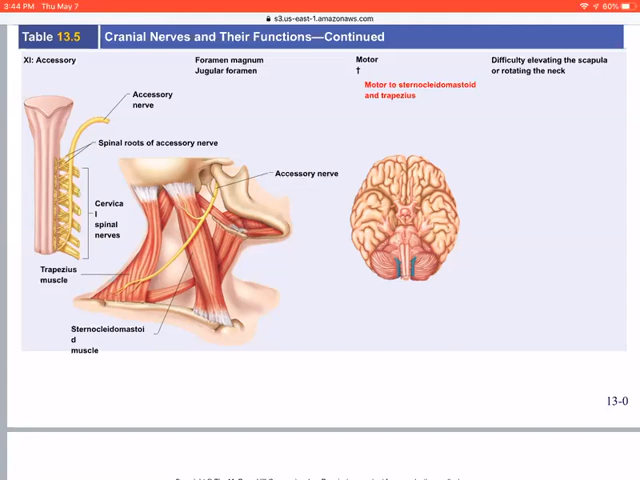 3:44 PM Thu May 7
60%
s3.us-east-1.amazonaws.com
Table 13.5 Cranial Nerves and Their Functions—Continued
XI: Accessory
Foramen magnum
Jugular foramen
Motor
†
Motor to sternocleidomastoid
and trapezius
Difficulty elevating the scapula
or rotating the neck
Accessory
nerve
Spinal roots of accessory nerve
Accessory nerve
Cervica
l
spinal
nerves
Trapezius
muscle
Sternocleidomastoi
d
muscle
13-0